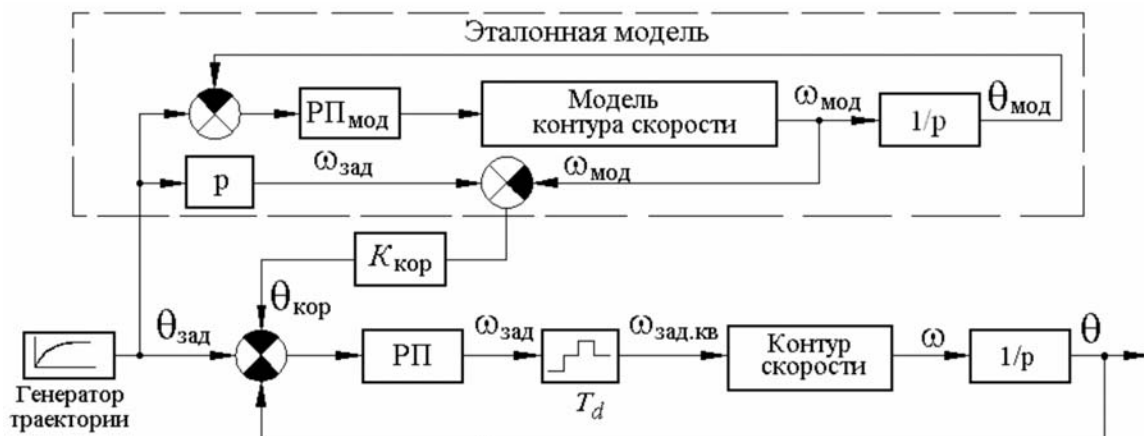 Эталонная модель
РПмод
Модель
контура скорости
ωмод
1/p
θмод
p
ωзад
ωмод
Kкор
θкор
Генератор
траектории
θзад
РП
ωзад
Td
ωзад.кв
Контур
скорости
ω
1/p
θ